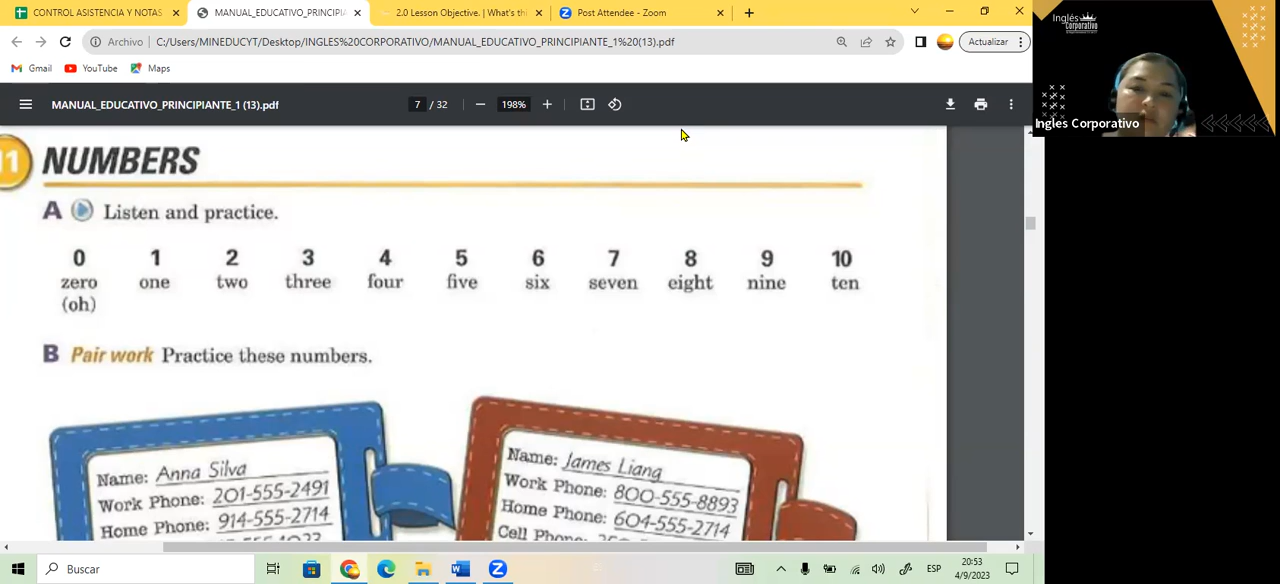 CONTROL ASISTENCIA Y NOTAS
MANUAL_EDUCATIVO_PRINCIPI
2.0 Lesson Objective. | What's th
Post Attendee - Zoom
Archivo
C:/Users/MINEDUCYT/Desktop/INGLES%20CORPORATIVO/MANUAL_EDUCATIVO_PRINCIPIANTE_1%20(13).pdf
Actualizar
Gmail
YouTube
Maps
MANUAL_EDUCATIVO_PRINCIPIANTE_1 (13).pdf
7 / 32
198%
Inglés
Corporativo
Ingles Corporativo
11 NUMBERS
A Listen and practice.
0 1 2 3 4 5 6 7 8 9 10
zero one two three four five six seven eight nine ten
(oh)
B Pair work Practice these numbers.
Name: Anna Silva
Work Phone: 201-555-2491
Home Phone: 914-555-2714
Name: James Liang
Work Phone: 800-555-8893
Home Phone: 604-555-2714
Cell Phone:
Buscar
ESP
20:53
4/9/2023